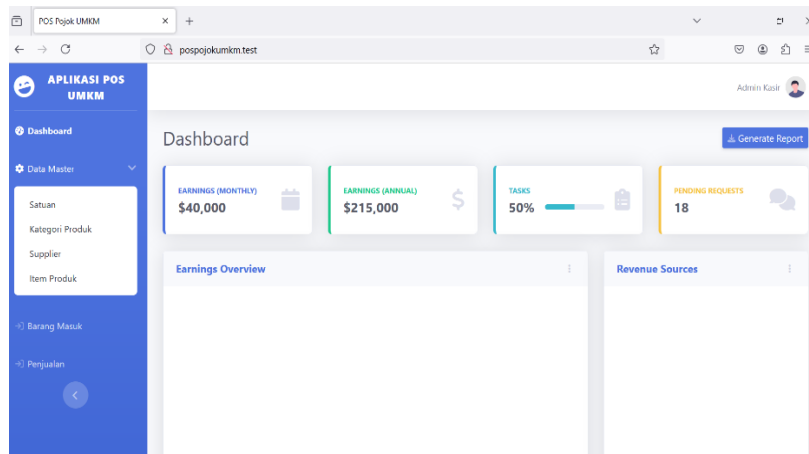 POS Pojok UMKM
pospojokumkm.test
APLIKASI POS
UMKM
Admin Kasir
Dashboard
Data Master
Satuan
Kategori Produk
Supplier
Item Produk
Barang Masuk
Penjualan
Dashboard
Generate Report
EARNINGS (MONTHLY)
$40,000
EARNINGS (ANNUAL)
$215,000
TASKS
50%
PENDING REQUESTS
18
Earnings Overview
Revenue Sources